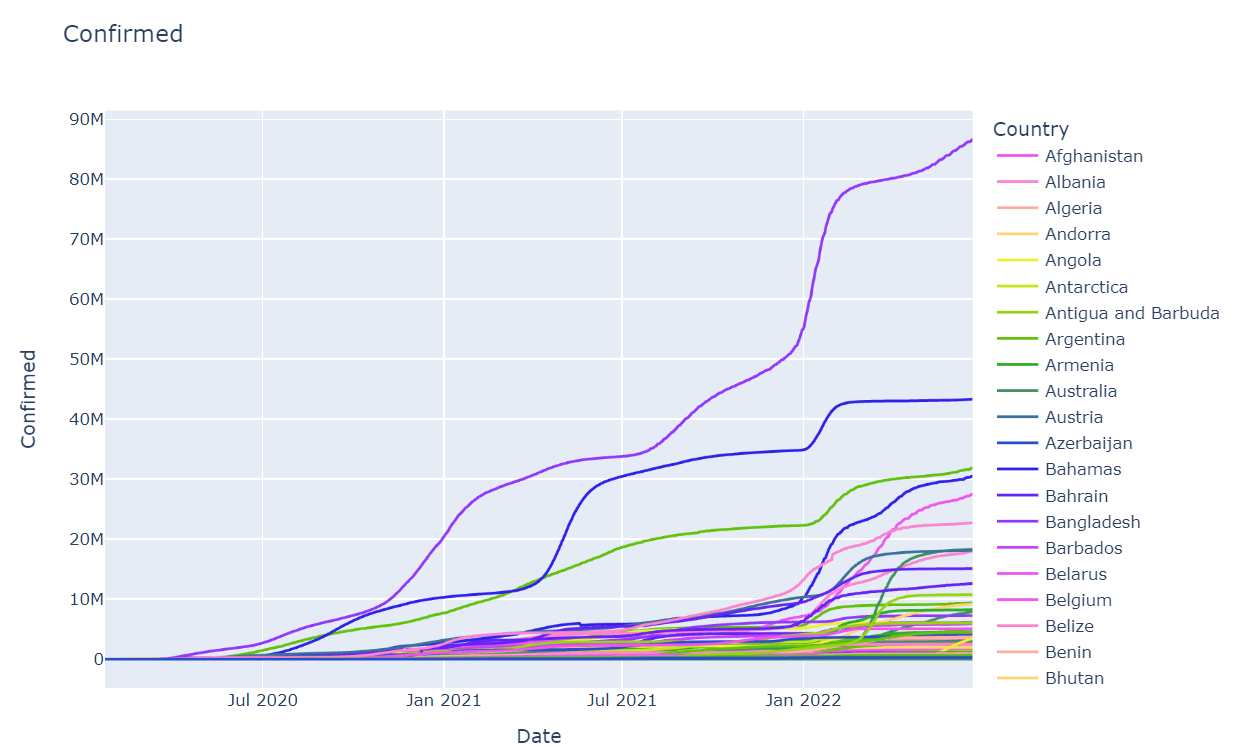 Confirmed
90M
80M
70M
60M
50M
40M
30M
20M
10M
0
Confirmed
Jul 2020
Jan 2021
Jul 2021
Jan 2022
Date
Country
Afghanistan
Albania
Algeria
Andorra
Angola
Antarctica
Antigua and Barbuda
Argentina
Armenia
Australia
Austria
Azerbaijan
Bahamas
Bahrain
Bangladesh
Barbados
Belarus
Belgium
Belize
Benin
Bhutan